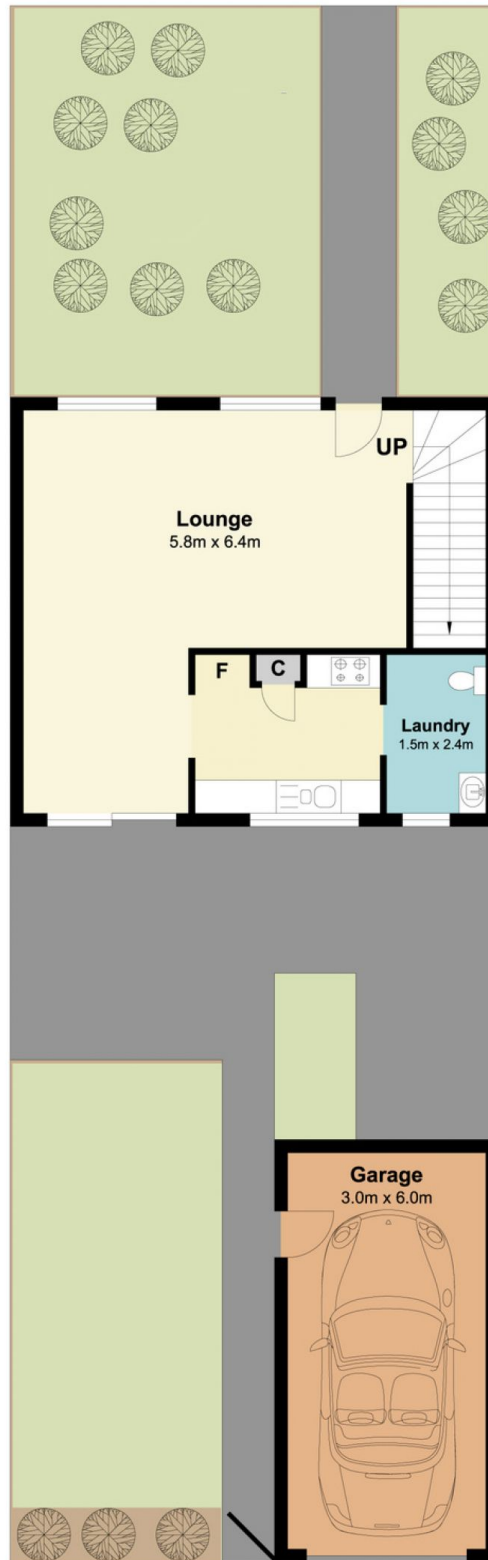 UP
Lounge
5.8m x 6.4m
F
C
Laundry
1.5m x 2.4m
Garage
3.0m x 6.0m